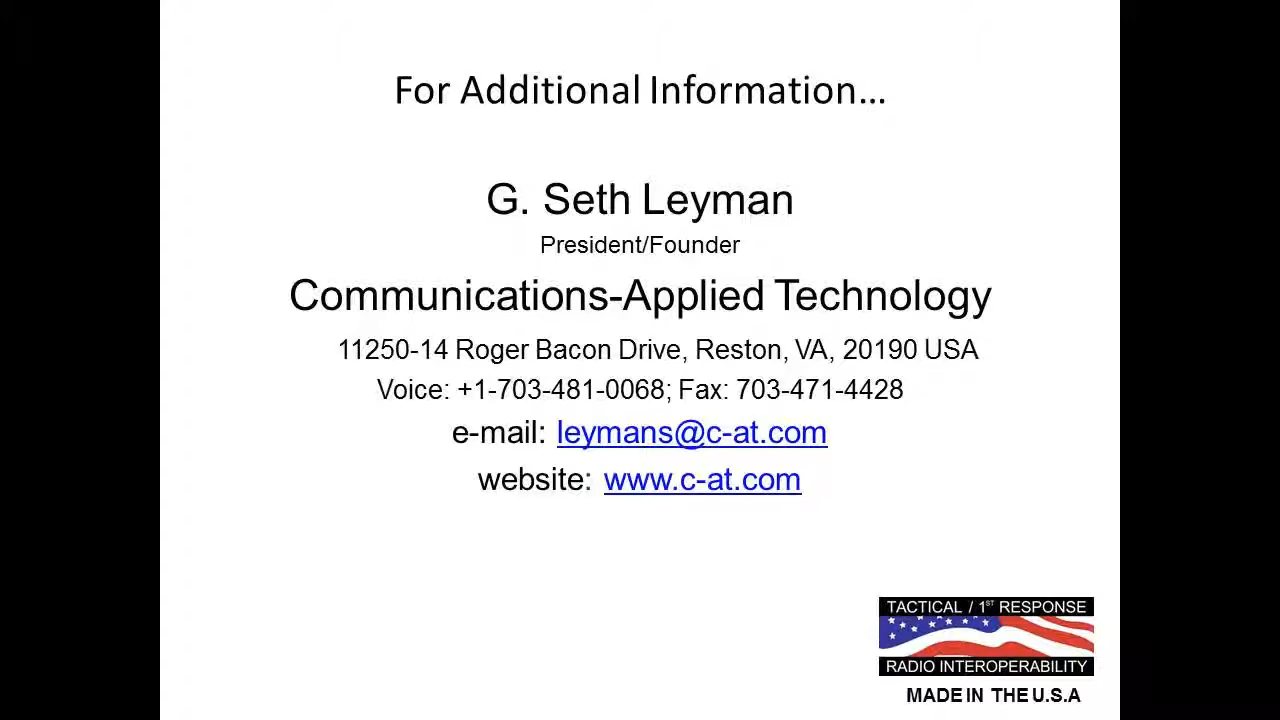 For Additional Information…
G. Seth Leyman
President/Founder
Communications-Applied Technology
11250-14 Roger Bacon Drive, Reston, VA, 20190 USA
Voice: +1-703-481-0068; Fax: 703-471-4428
e-mail: leymans@c-at.com
website: www.c-at.com
TACTICAL / 1ST RESPONSE
RADIO INTEROPERABILITY
MADE IN THE U.S.A